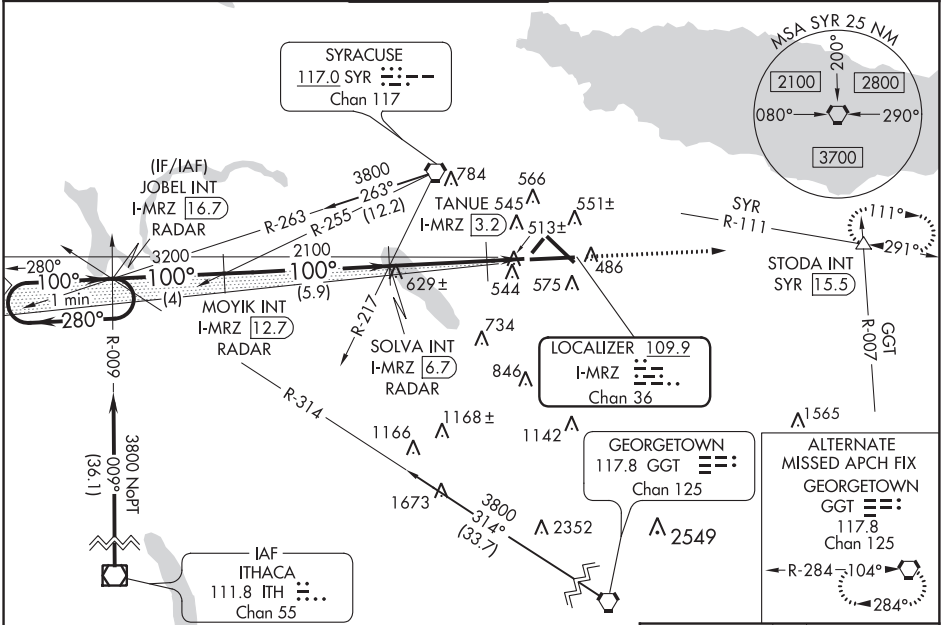 SYRACUSE
117.0 SYR
Chan 117
MSA SYR 25 NM
200°
2100
2800
080°
290°
3700
(IF/IAF)
JOBEL INT
I-MRZ 16.7
RADAR
3800
263°
(12.2)
R-263
R-255
784
TANUE
I-MRZ 3.2
545
566
551±
513±
SYR
R-111
111°
291°
STODA INT
SYR 15.5
GGT
R-007
280°
100°
1 min
280°
3200
100°
(4)
2100
100°
(5.9)
629±
544
575
486
MOYIK INT
I-MRZ 12.7
RADAR
R-217
SOLVA INT
I-MRZ 6.7
RADAR
734
846
LOCALIZER 109.9
I-MRZ
Chan 36
R-009
R-314
1168±
1166
1142
1565
1673
3800
314°
(33.7)
2352
2549
GEORGETOWN
117.8 GGT
Chan 125
3800 NoPT
009°
(36.1)
IAF
ITHACA
111.8 ITH
Chan 55
ALTERNATE
MISSED APCH FIX
GEORGETOWN
GGT
117.8
Chan 125
R-284
104°
284°